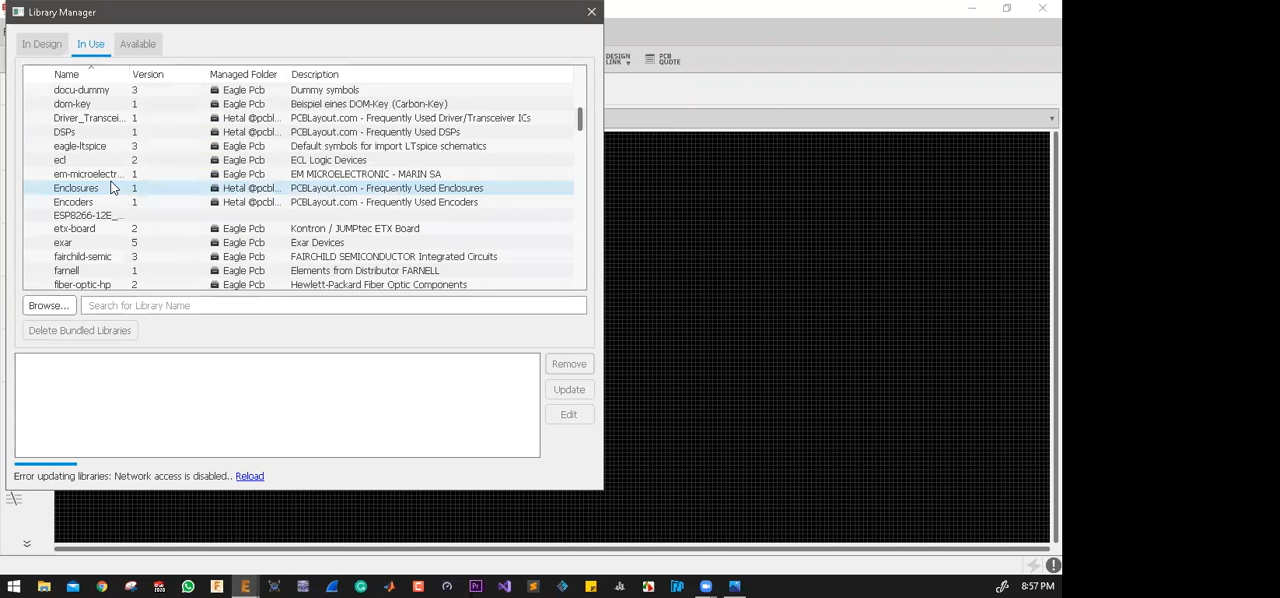 Library Manager
In Design In Use Available
DESIGN LINK PCB QUOTE
Name Version Managed Folder Description
docu-dummy 3 Eagle Pcb Dummy symbols
dom-key 1 Eagle Pcb Beispiel eines DOM-Key (Carbon-Key)
Driver_Transcei... 1 Hetal @pcbl... PCBLayout.com - Frequently Used Driver/Transceiver ICs
DSPs 1 Hetal @pcbl... PCBLayout.com - Frequently Used DSPs
eagle-ltspice 3 Eagle Pcb Default symbols for import LTspice schematics
ecl 2 Eagle Pcb ECL Logic Devices
em-microelectr... 1 Eagle Pcb EM MICROELECTRONIC - MARIN SA
Enclosures 1 Hetal @pcbl... PCBLayout.com - Frequently Used Enclosures
Encoders 1 Hetal @pcbl... PCBLayout.com - Frequently Used Encoders
ESP8266-12E_...
etx-board 2 Eagle Pcb Kontron / JUMPtec ETX Board
exar 5 Eagle Pcb Exar Devices
fairchild-semic 3 Eagle Pcb FAIRCHILD SEMICONDUCTOR Integrated Circuits
farnell 1 Eagle Pcb Elements from Distributor FARNELL
fiber-optic-hp 2 Eagle Pcb Hewlett-Packard Fiber Optic Components
Browse... Search for Library Name
Delete Bundled Libraries
Remove
Update
Edit
Error updating libraries: Network access is disabled.. Reload
8:57 PM